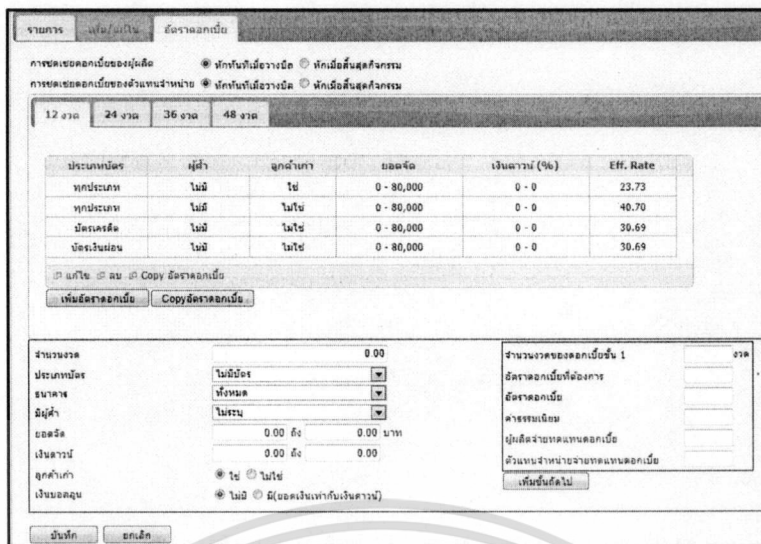 รายการ เพิ่ม/แก้ไข อัตราดอกเบี้ย
การชดเชยดอกเบี้ยของผู้ผลิต หักทันทีเมื่อวางบิล หักเมื่อสิ้นสุดกิจกรรม
การชดเชยดอกเบี้ยของตัวแทนจำหน่าย หักทันทีเมื่อวางบิล หักเมื่อสิ้นสุดกิจกรรม
12 งวด 24 งวด 36 งวด 48 งวด
ประเภทบัตร ผู้ค้ำ ลูกค้าเก่า ยอดจัด เงินดาวน์ (%) Eff. Rate
ทุกประเภท ไม่มี ใช่ 0 - 80,000 0 - 0 23.73
ทุกประเภท ไม่มี ไม่ใช่ 0 - 80,000 0 - 0 40.70
บัตรเครดิต ไม่มี ไม่ใช่ 0 - 80,000 0 - 0 30.69
บัตรเงินผ่อน ไม่มี ไม่ใช่ 0 - 80,000 0 - 0 30.69
แก้ไข ลบ Copy อัตราดอกเบี้ย
เพิ่มอัตราดอกเบี้ย Copyอัตราดอกเบี้ย
จำนวนงวด 0.00
ประเภทบัตร ไม่มีบัตร
ธนาคาร ทั้งหมด
มีผู้ค้ำ ไม่ระบุ
ยอดจัด 0.00 ถึง 0.00 บาท
เงินดาวน์ 0.00 ถึง 0.00
ลูกค้าเก่า ใช่ ไม่ใช่
เงินบอลลูน ไม่มี มี(ยอดเงินเท่ากับเงินดาวน์)
จำนวนงวดของดอกเบี้ยขั้น 1 งวด
อัตราดอกเบี้ยที่ต้องการ
อัตราดอกเบี้ย
ค่าธรรมเนียม
ผู้ผลิตจ่ายทดแทนดอกเบี้ย
ตัวแทนจำหน่ายจ่ายทดแทนดอกเบี้ย
เพิ่มขั้นถัดไป
บันทึก ยกเลิก